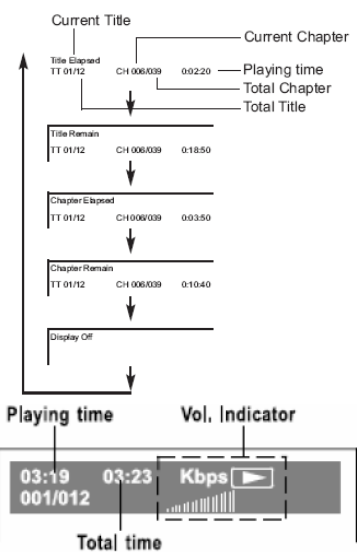 Current Title
Current Chapter
Title Elapsed
TT 01/12 CH 006/039 0:02:20
Playing time
Total Chapter
Total Title
Title Remain
TT 01/12 CH 006/039 0:18:50
Chapter Elapsed
TT 01/12 CH 006/039 0:03:50
Chapter Remain
TT 01/12 CH 006/039 0:10:40
Display Off
Playing time Vol. Indicator
03:19 03:23 Kbps
001/012
Total time